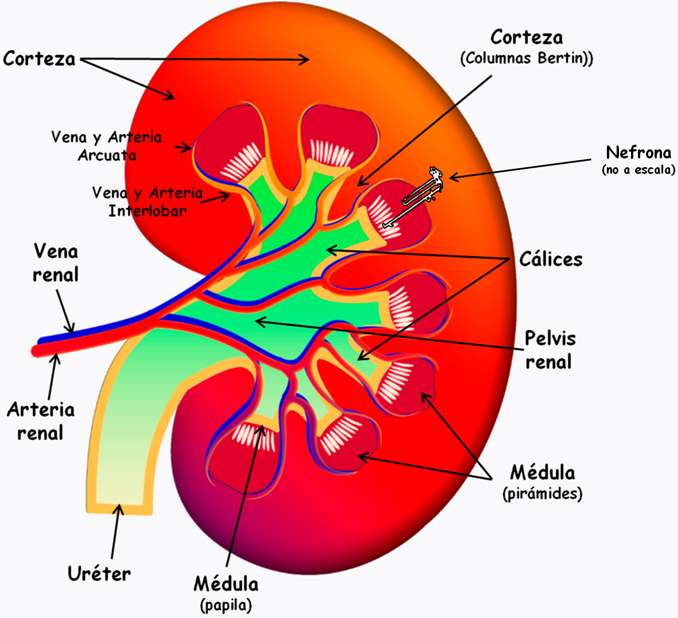 Corteza
(Columnas Bertin))
Corteza
Vena y Arteria
Arcuata
Nefrona
(no a escala)
Vena y Arteria
Interlobar
Vena
renal
Cálices
Pelvis
renal
Arteria
renal
Médula
(pirámides)
Uréter
Médula
(papila)